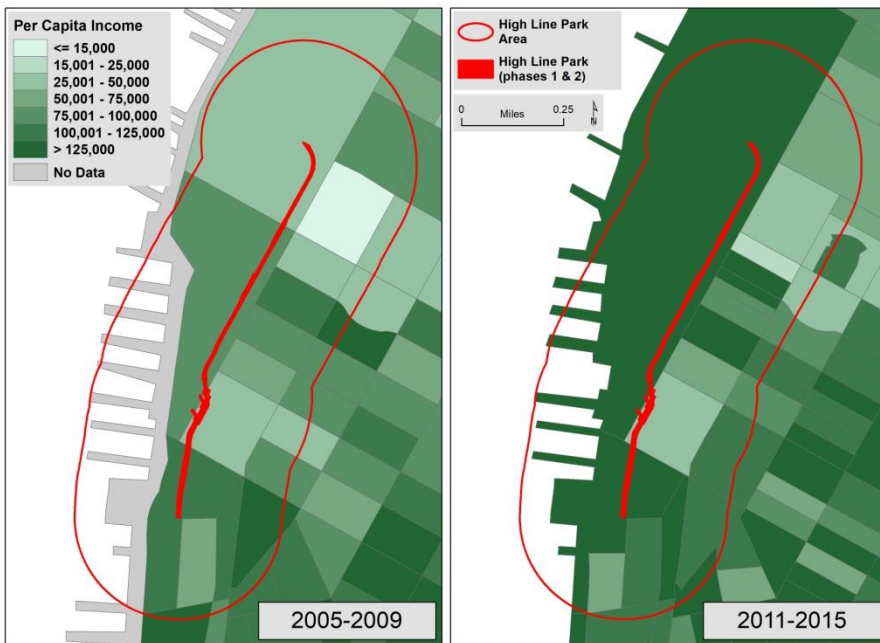 Per Capita Income
<= 15,000
15,001 - 25,000
25,001 - 50,000
50,001 - 75,000
75,001 - 100,000
100,001 - 125,000
> 125,000
No Data
2005-2009
High Line Park
Area
High Line Park
(phases 1 & 2)
0
Miles
0.25
N
2011-2015